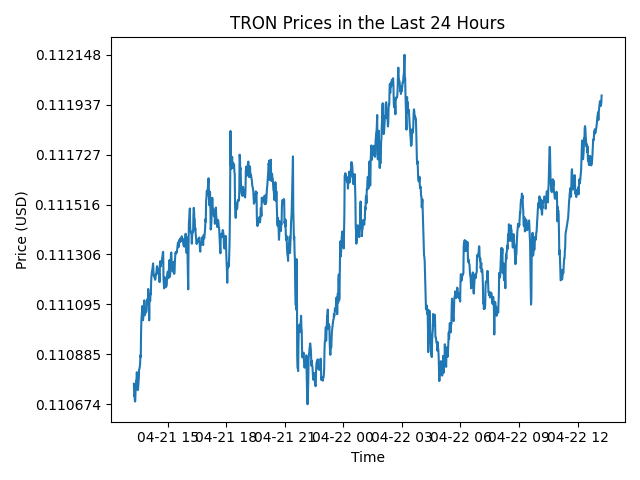 TRON Prices in the Last 24 Hours
Price (USD)
0.112148
0.111937
0.111727
0.111516
0.111306
0.111095
0.110885
0.110674
04-21 15 04-21 18 04-21 21 04-22 00 04-22 03 04-22 06 04-22 09 04-22 12
Time